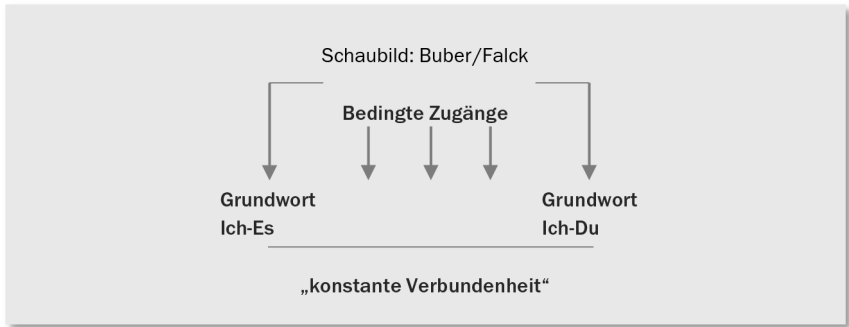 Schaubild: Buber/Falck
Bedingte Zugänge
Grundwort
Ich-Es
Grundwort
Ich-Du
„konstante Verbundenheit“